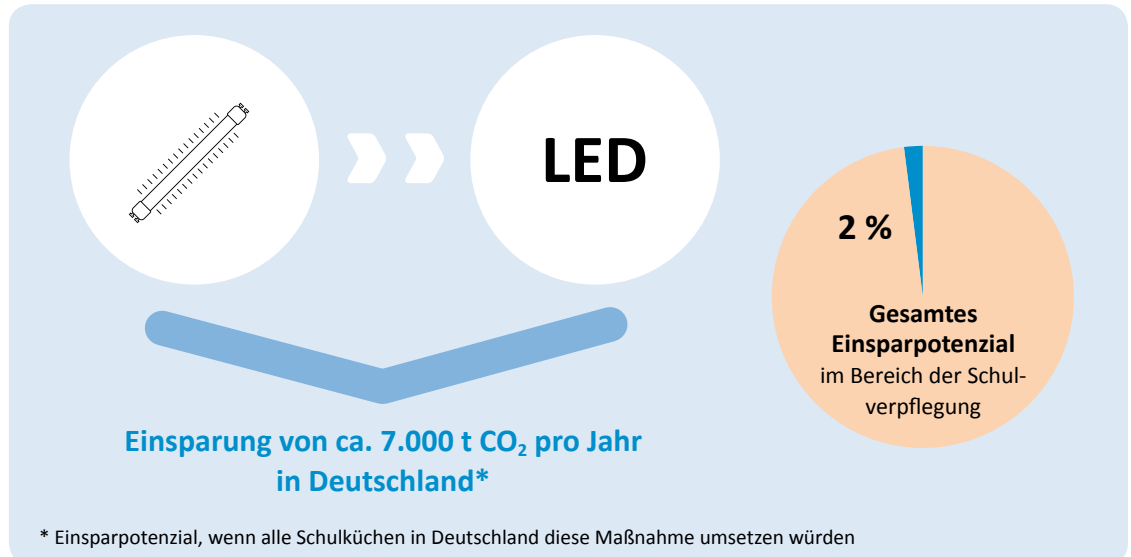 LED
2 %
Gesamtes
Einsparpotenzial
im Bereich der Schul-
verpflegung
Einsparung von ca. 7.000 t CO₂ pro Jahr
in Deutschland*
* Einsparpotenzial, wenn alle Schulküchen in Deutschland diese Maßnahme umsetzen würden